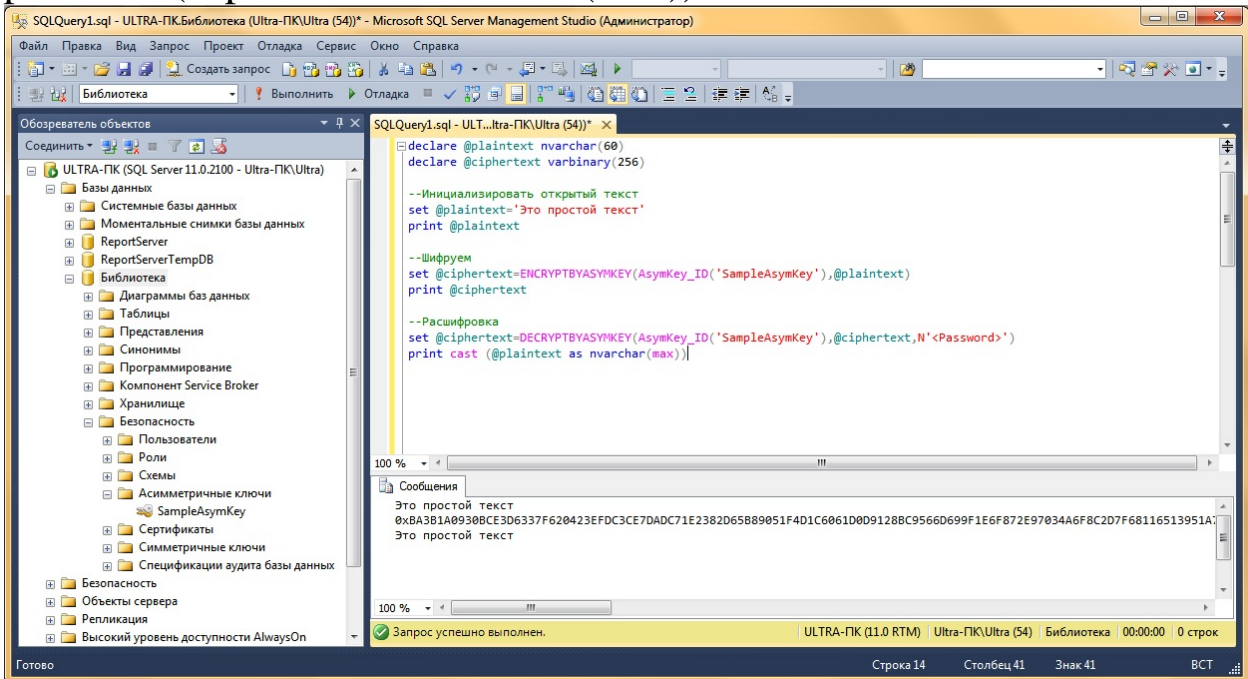 SQLQuery1.sql - ULTRA-ПК.Библиотека (Ultra-ПК\Ultra (54))* - Microsoft SQL Server Management Studio (Администратор)
Файл Правка Вид Запрос Проект Отладка Сервис Окно Справка
Создать запрос
Библиотека Выполнить Отладка
Обозреватель объектов
Соединить
ULTRA-ПК (SQL Server 11.0.2100 - Ultra-ПК\Ultra)
Базы данных
Системные базы данных
Моментальные снимки базы данных
ReportServer
ReportServerTempDB
Библиотека
Диаграммы баз данных
Таблицы
Представления
Синонимы
Программирование
Компонент Service Broker
Хранилище
Безопасность
Пользователи
Роли
Схемы
Асимметричные ключи
SampleAsymKey
Сертификаты
Симметричные ключи
Спецификации аудита базы данных
Безопасность
Объекты сервера
Репликация
Высокий уровень доступности AlwaysOn
SQLQuery1.sql - ULT...ltra-ПК\Ultra (54))*
declare @plaintext nvarchar(60)
declare @ciphertext varbinary(256)
--Инициализировать открытый текст
set @plaintext='Это простой текст'
print @plaintext
--Шифруем
set @ciphertext=ENCRYPTBYASYMKEY(AsymKey_ID('SampleAsymKey'),@plaintext)
print @ciphertext
--Расшифровка
set @ciphertext=DECRYPTBYASYMKEY(AsymKey_ID('SampleAsymKey'),@ciphertext,N'<Password>')
print cast (@plaintext as nvarchar(max))
100 %
Сообщения
Это простой текст
0xBA3B1A0930BCE3D6337F620423EFDC3CE7DADC71E2382D65B89051F4D1C6061D0D9128BC9566D699F1E6F872E97034A6F8C2D7F68116513951A
Это простой текст
100 %
Запрос успешно выполнен. ULTRA-ПК (11.0 RTM) Ultra-ПК\Ultra (54) Библиотека 00:00:00 0 строк
Готово Строка 14 Столбец 41 Знак 41 ВСТ